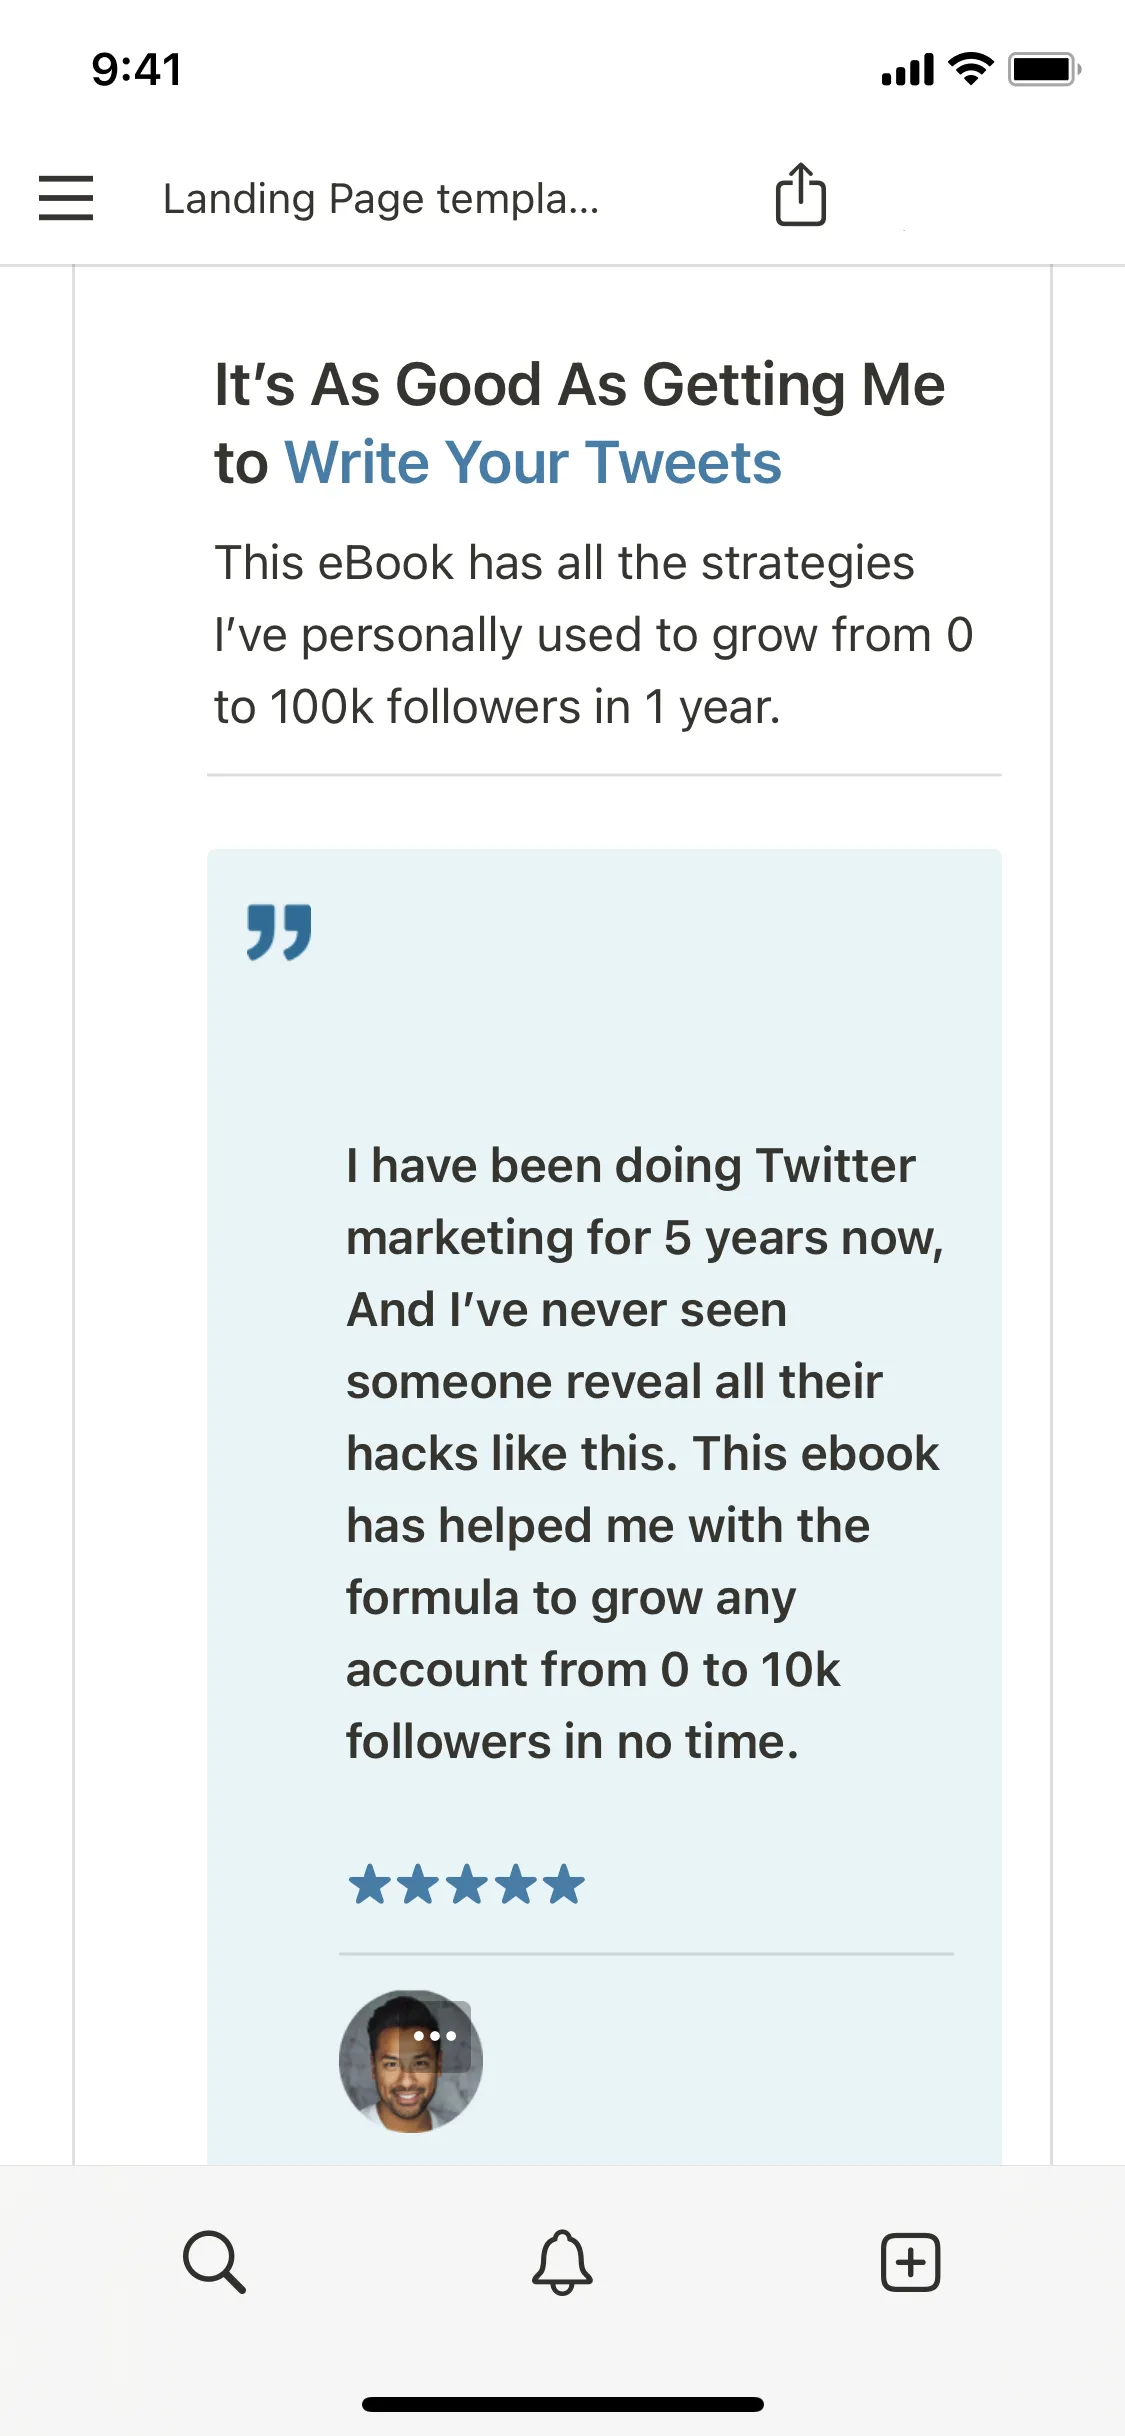 9:41
Landing Page templa...
It’s As Good As Getting Me
to Write Your Tweets
This eBook has all the strategies
I’ve personally used to grow from 0
to 100k followers in 1 year.
”
I have been doing Twitter
marketing for 5 years now,
And I’ve never seen
someone reveal all their
hacks like this. This ebook
has helped me with the
formula to grow any
account from 0 to 10k
followers in no time.
★★★★★